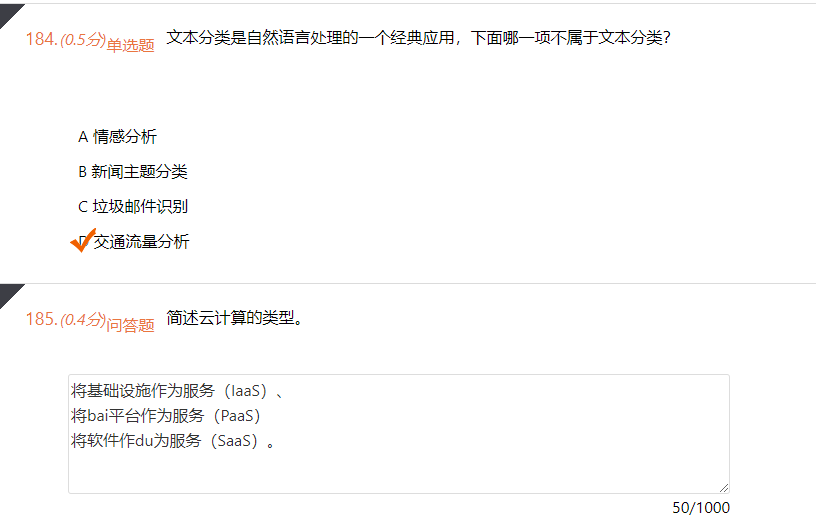 184.(0.5分)单选题 文本分类是自然语言处理的一个经典应用，下面哪一项不属于文本分类？
A 情感分析
B 新闻主题分类
C 垃圾邮件识别
D 交通流量分析
185.(0.4分)问答题 简述云计算的类型。
将基础设施作为服务（IaaS）、
将bai平台作为服务（PaaS）
将软件作du为服务（SaaS）。
50/1000